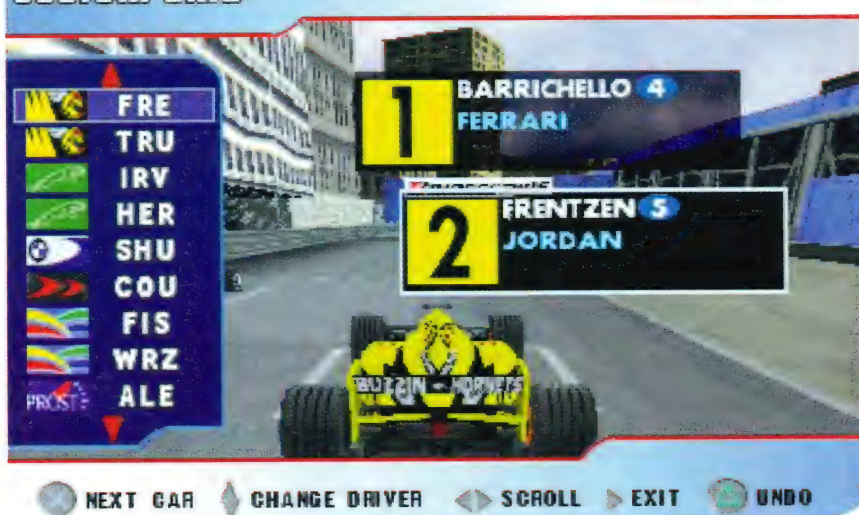 FRE
TRU
IRV
HER
SHU
COU
FIS
WRZ
PROST ALE
1 BARRICHELLO 4
FERRARI
2 FRENTZEN 5
JORDAN
BUZZIN - HORNETS
NEXT CAR CHANGE DRIVER SCROLL EXIT UNDO